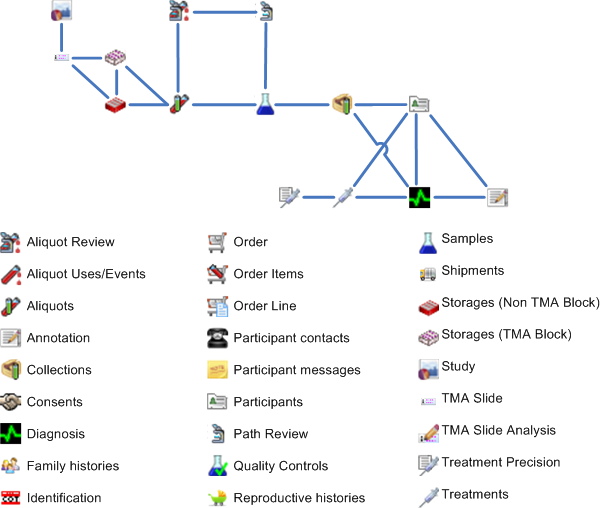 Aliquot Review
Aliquot Uses/Events
Aliquots
Annotation
Collections
Consents
Diagnosis
Family histories
Identification
Order
Order Items
Order Line
Participant contacts
Participant messages
Participants
Path Review
Quality Controls
Reproductive histories
Samples
Shipments
Storages (Non TMA Block)
Storages (TMA Block)
Study
TMA Slide
TMA Slide Analysis
Treatment Precision
Treatments